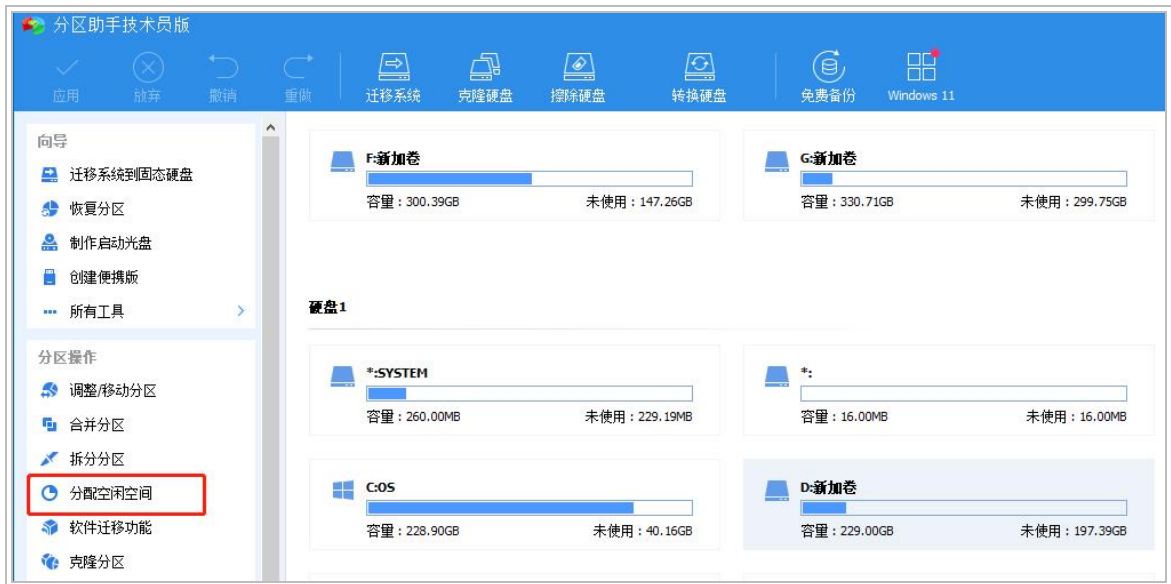 分区助手技术员版
应用 放弃 撤消 重做 迁移系统 克隆硬盘 擦除硬盘 转换硬盘 免费备份 Windows 11
向导
迁移系统到固态硬盘
恢复分区
制作启动光盘
创建便携版
所有工具
分区操作
调整/移动分区
合并分区
拆分分区
分配空闲空间
软件迁移功能
克隆分区
F:新加卷
容量：300.39GB 未使用：147.26GB
G:新加卷
容量：330.71GB 未使用：299.75GB
硬盘1
*:SYSTEM
容量：260.00MB 未使用：229.19MB
*:
容量：16.00MB 未使用：16.00MB
C:OS
容量：228.90GB 未使用：40.16GB
D:新加卷
容量：229.00GB 未使用：197.39GB